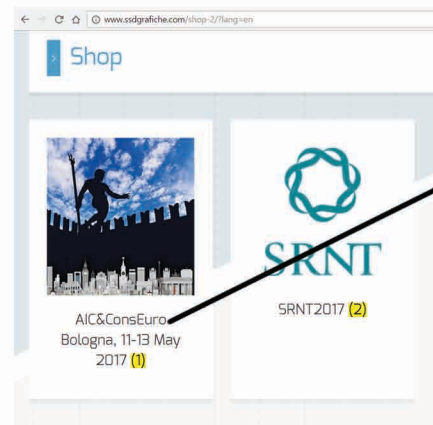 www.ssdgrafiche.com/shop-2/?lang=en
Shop
AIC&ConsEuro
Bologna, 11-13 May
2017 (1)
SRNT
SRNT2017 (2)